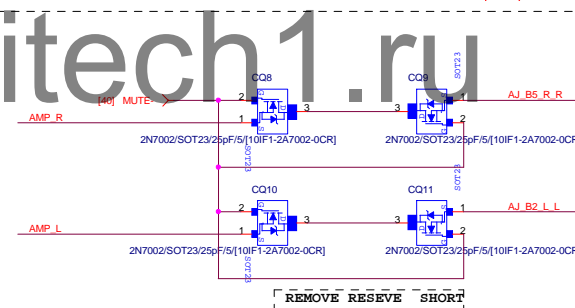 itech1.ru
SOT23
CQ8
CQ9
[40] MUTE-
2
3
3
1
AJ_B5_R_R
AMP_R
1
2
G
D
S
S
D
G
2N7002/SOT23/25pF/5/[10IF1-2A7002-0CR]
2N7002/SOT23/25pF/5/[10IF1-2A7002-0CR
SOT23
SOT23
CQ10
CQ11
2
3
3
1
AJ_B2_L_L
AMP_L
1
2
G
D
S
S
D
G
2N7002/SOT23/25pF/5/[10IF1-2A7002-0CR]
2N7002/SOT23/25pF/5/[10IF1-2A7002-0CR
SOT23
REMOVE RESEVE SHORT